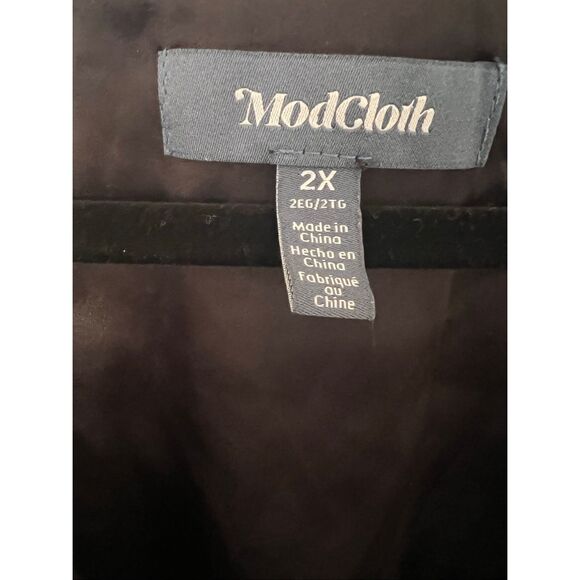 ModCloth
2X
2EG/2TG
Made in
China
Hecho en
China
Fabriqué
au
Chine